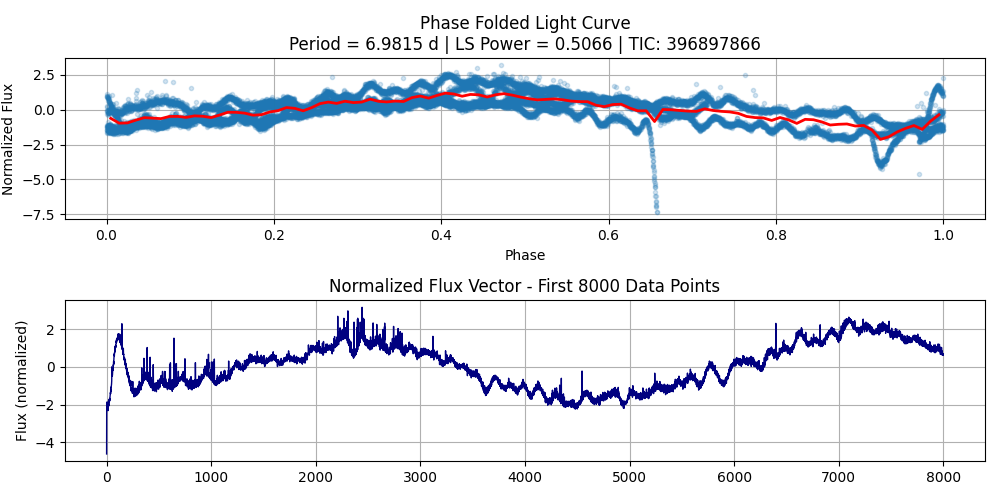 Phase Folded Light Curve
Period = 6.9815 d | LS Power = 0.5066 | TIC: 396897866
Normalized Flux
2.5
0.0
−2.5
−5.0
−7.5
0.0 0.2 0.4 0.6 0.8 1.0
Phase
Normalized Flux Vector - First 8000 Data Points
Flux (normalized)
2
0
−2
−4
0 1000 2000 3000 4000 5000 6000 7000 8000